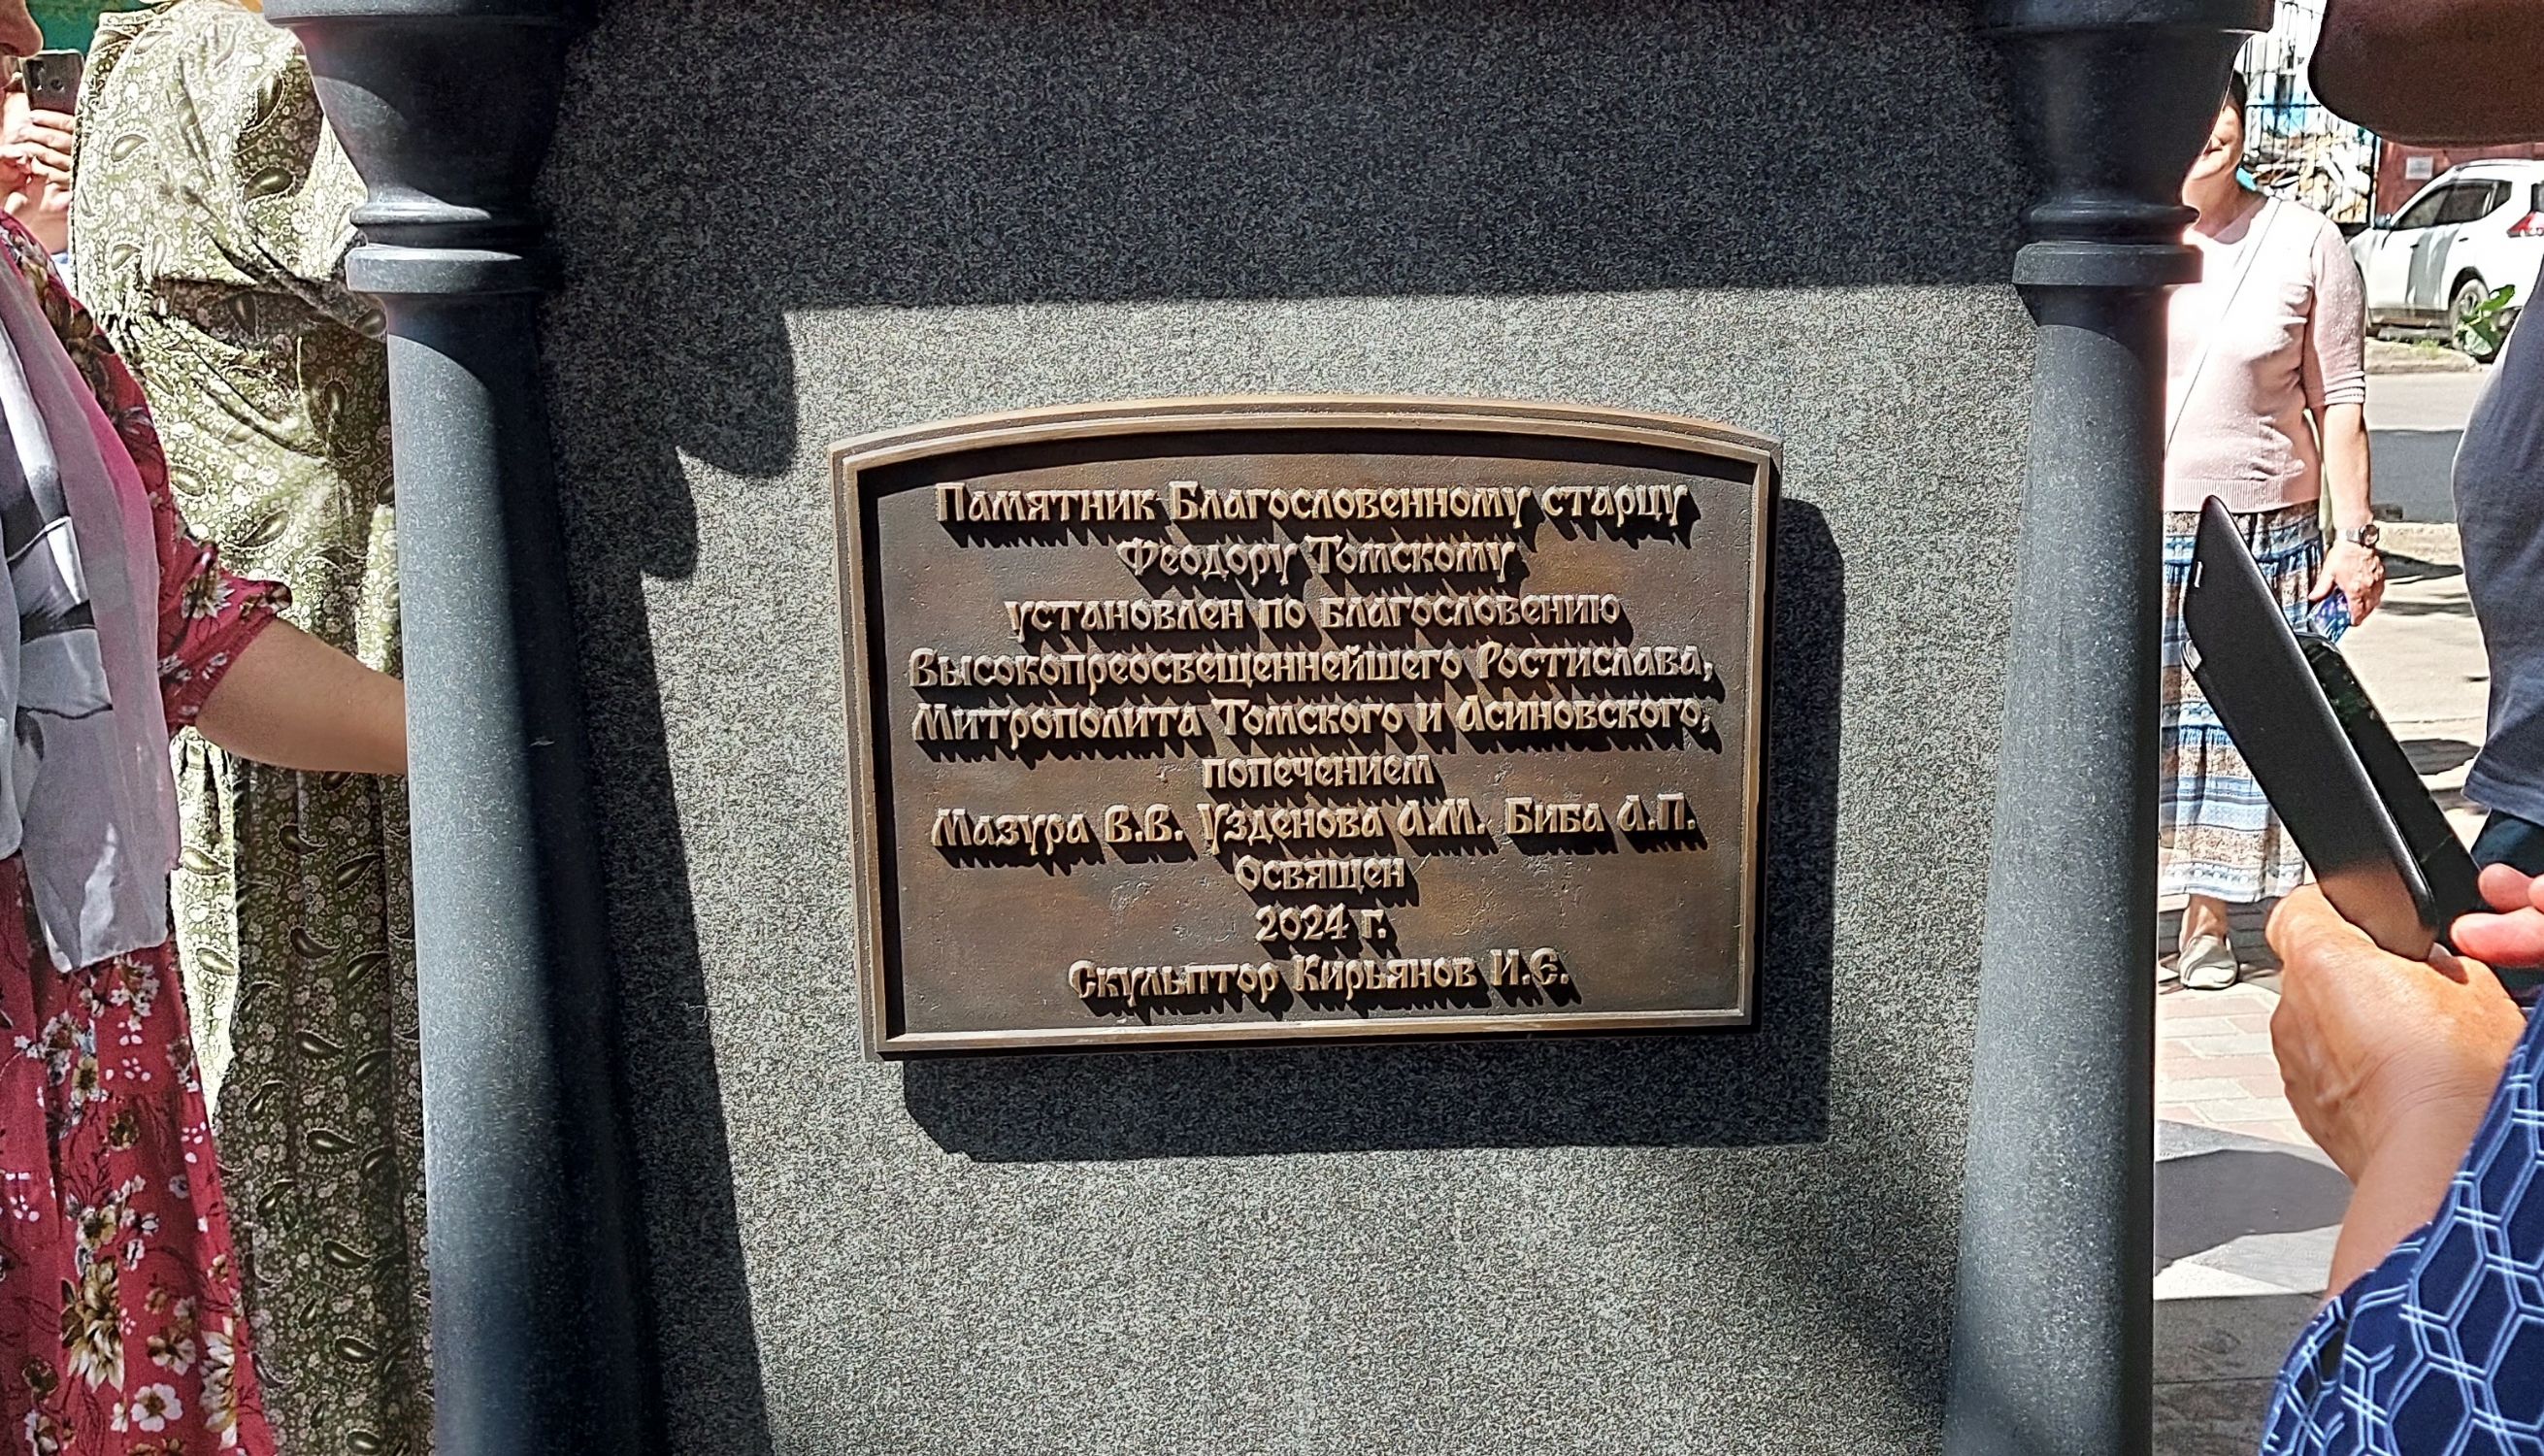 Памятник Благословенному старцу
Феодору Томскому
установлен по благословению
Высокопреосвещеннейшего Ростислава,
Митрополита Томского и Асиновского,
попечением
Мазура В.В. Узденова А.М. Биба А.П.
Освящен
2024 г.
Скульптор Кирьянов И.Е.